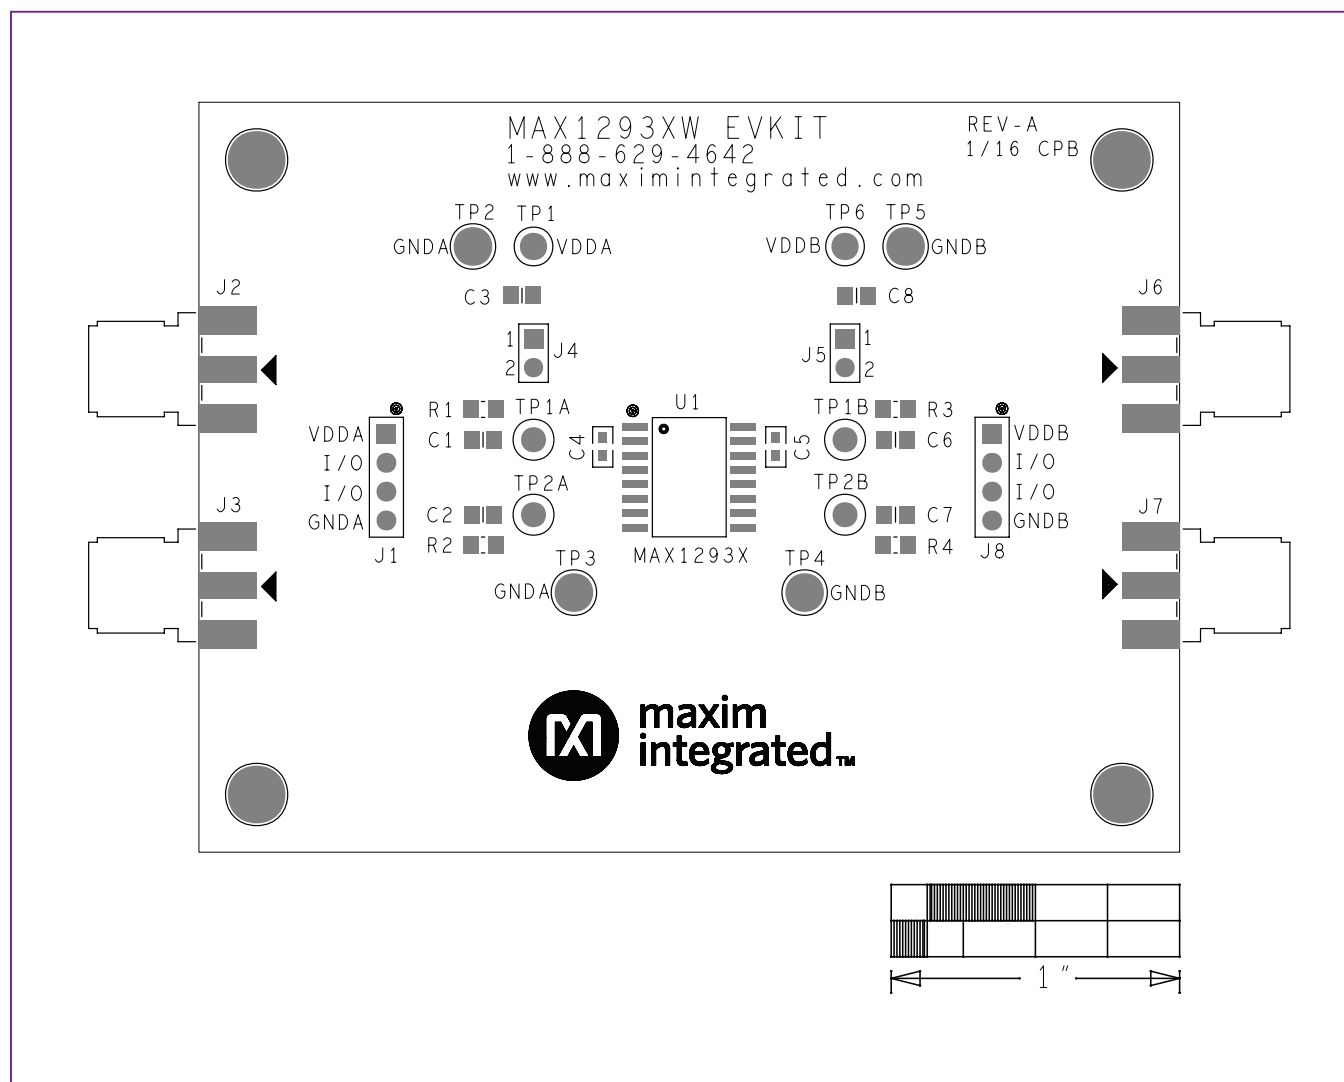 MAX1293XW EVKIT
1-888-629-4642
www.maximintegrated.com
REV-A
1/16 CPB
TP2 TP1
GNDA VDDA
TP6 TP5
VDDB GNDB
C3
C8
J2
J6
1
2
J4
J5
1
2
R1
TP1A
U1
TP1B
R3
VDDA
C1
C4
C5
C6
VDDB
I/O
I/O
I/O
I/O
TP2A
TP2B
J3
GNDA
C2
C7
GNDB
J7
J1
R2
MAX1293X
R4
J8
TP3
GNDA
TP4
GNDB
maxim
integrated™
1 "